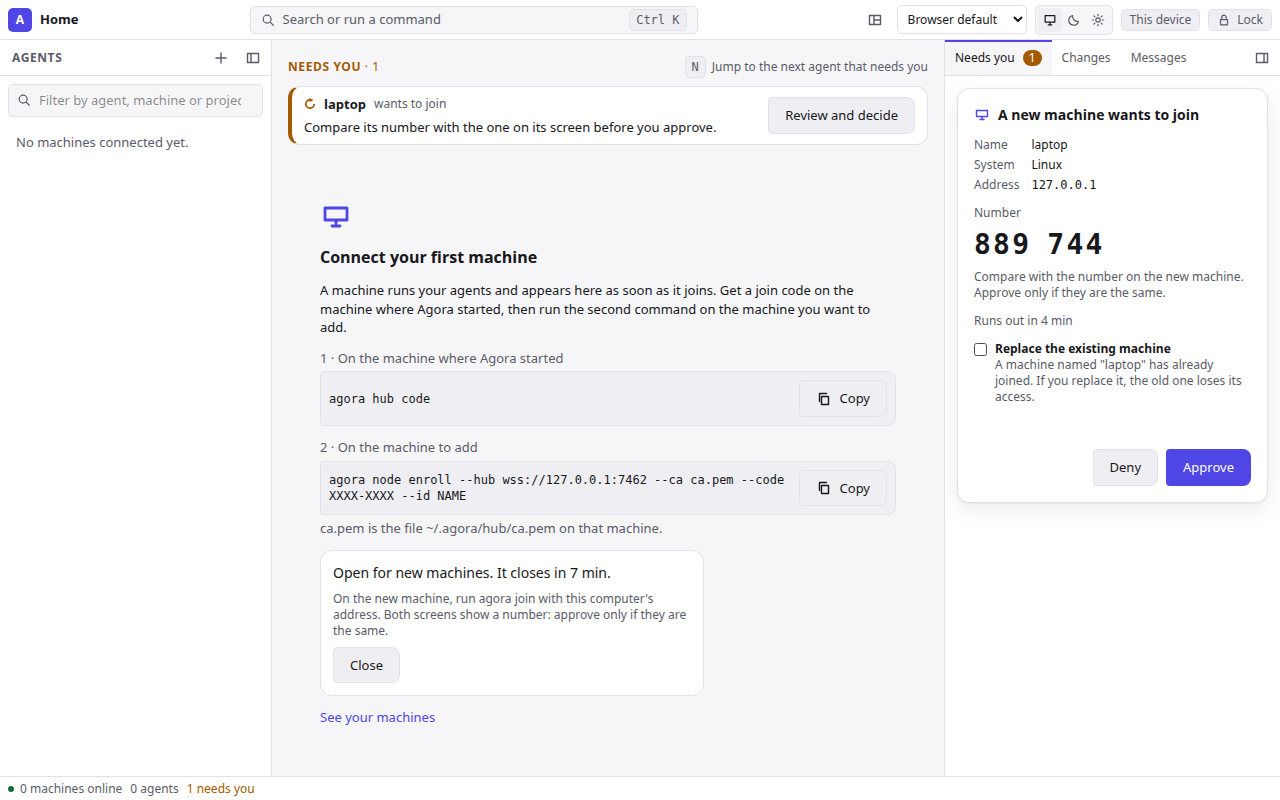 A Home
Search or run a command Ctrl K
Browser default
This device
Lock
AGENTS
Filter by agent, machine or projec
No machines connected yet.
NEEDS YOU · 1
N Jump to the next agent that needs you
laptop wants to join
Compare its number with the one on its screen before you approve.
Review and decide
Connect your first machine
A machine runs your agents and appears here as soon as it joins. Get a join code on the
machine where Agora started, then run the second command on the machine you want to
add.
1 · On the machine where Agora started
agora hub code
Copy
2 · On the machine to add
agora node enroll --hub wss://127.0.0.1:7462 --ca ca.pem --code
XXXX-XXXX --id NAME
Copy
ca.pem is the file ~/.agora/hub/ca.pem on that machine.
Open for new machines. It closes in 7 min.
On the new machine, run agora join with this computer's
address. Both screens show a number: approve only if they are
the same.
Close
See your machines
Needs you 1
Changes
Messages
A new machine wants to join
Name laptop
System Linux
Address 127.0.0.1
Number
889 744
Compare with the number on the new machine.
Approve only if they are the same.
Runs out in 4 min
Replace the existing machine
A machine named "laptop" has already
joined. If you replace it, the old one loses its
access.
Deny
Approve
0 machines online 0 agents 1 needs you